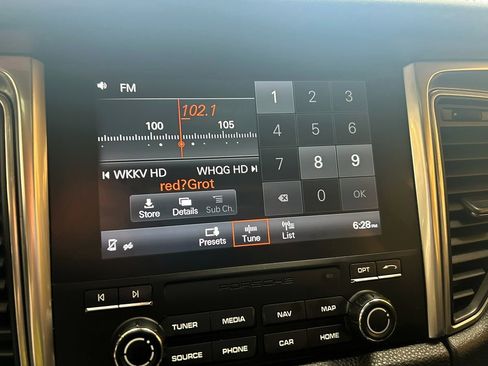 FM
1 2 3
102.1
100 105
4 5 6
WKKV HD WHQG HD
7 8 9
red?Grot
0 OK
Store Details Sub Ch.
Presets Tune List 6:28PM
PORSCHE
OPT
TUNER MEDIA NAV MAP
SOURCE PHONE CAR HOME